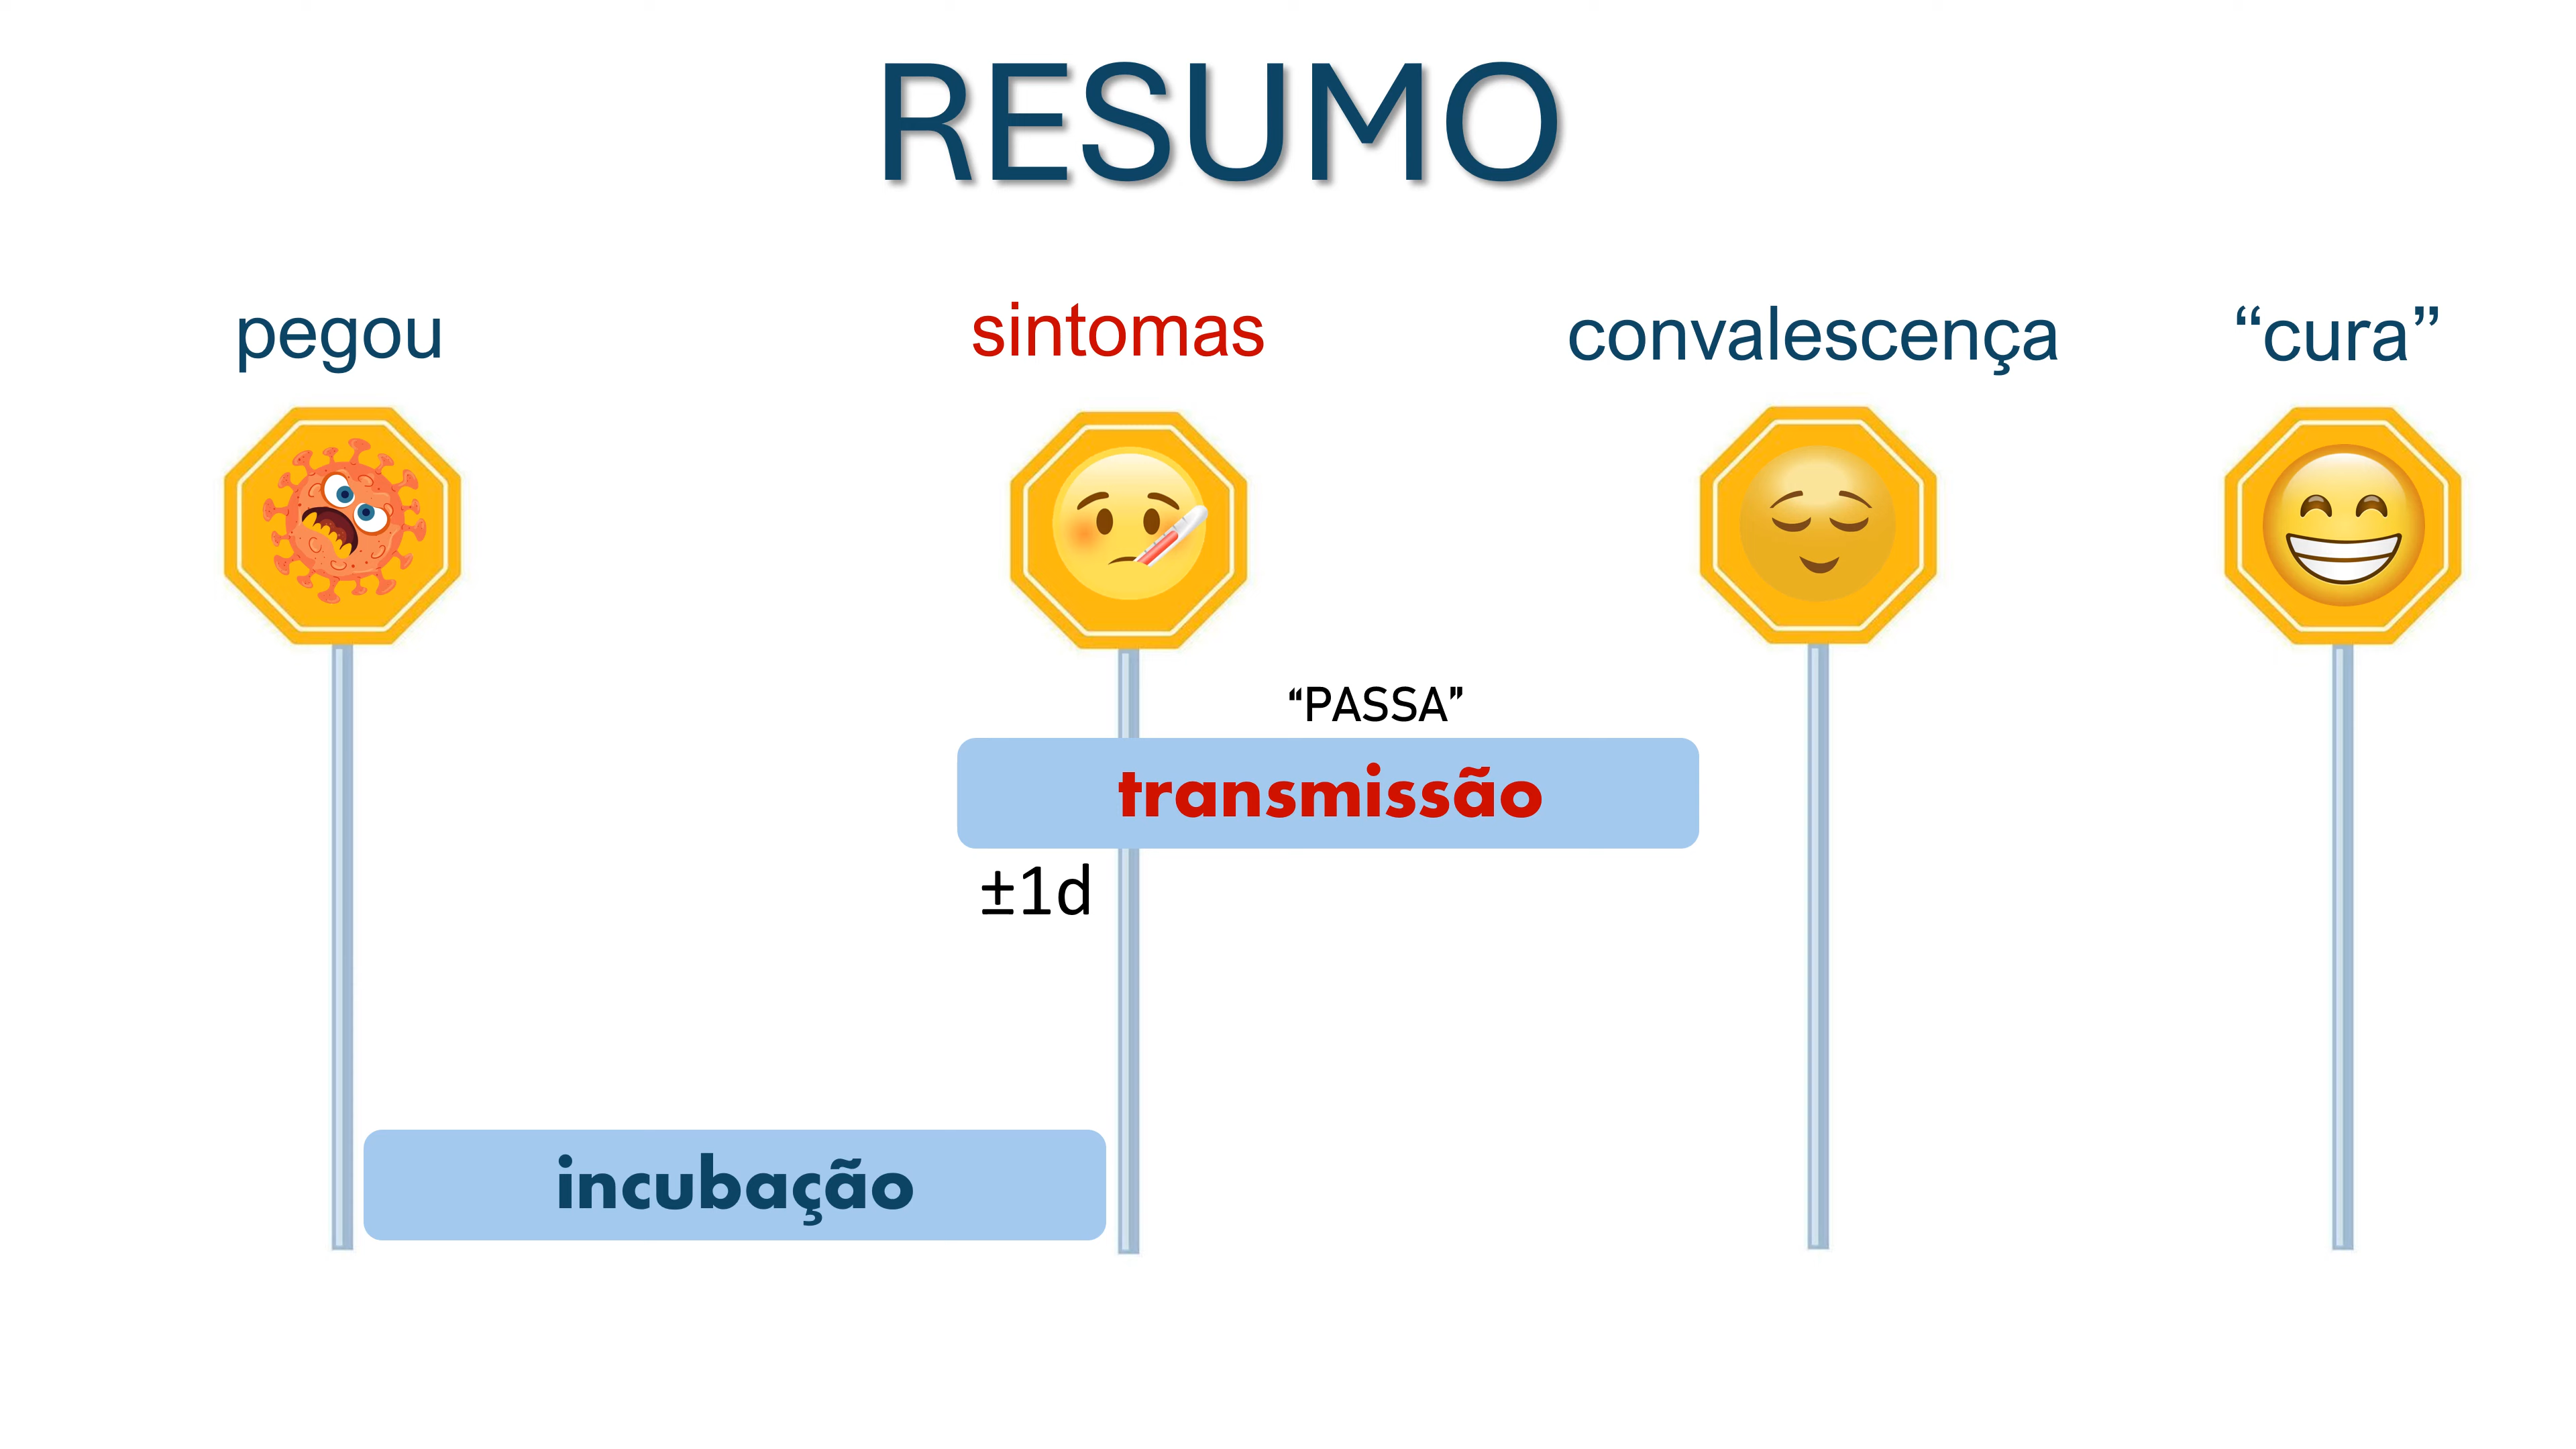 RESUMO
pegou
sintomas
convalescença
“cura”
“PASSA”
transmissão
±1d
incubação